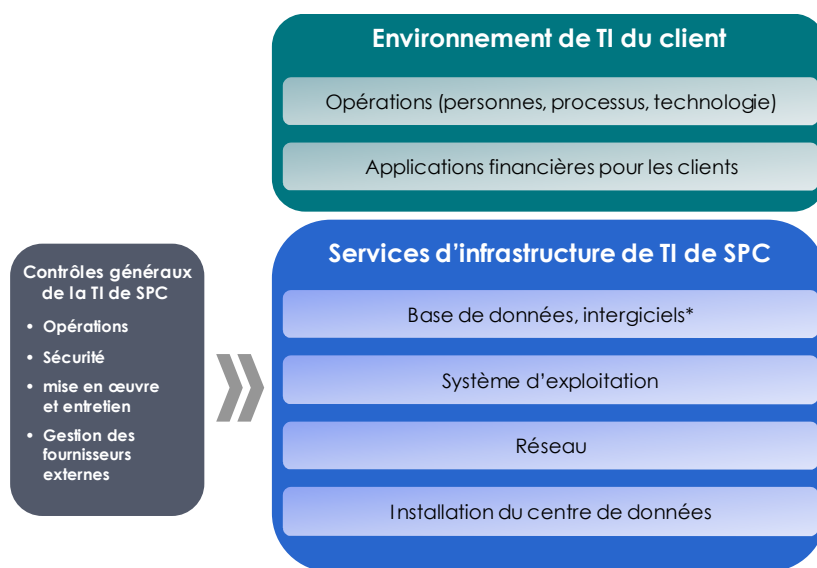 Environnement de TI du client
Opérations (personnes, processus, technologie)
Applications financières pour les clients
Contrôles généraux
de la TI de SPC
• Opérations
• Sécurité
• mise en œuvre
et entretien
• Gestion des
fournisseurs
externes
Services d'infrastructure de TI de SPC
Base de données, intergiciels*
Système d'exploitation
Réseau
Installation du centre de données